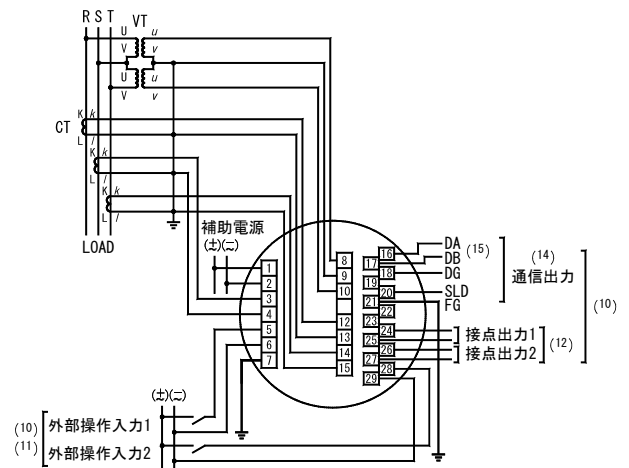 R S T VT
U u
V v
U u
V v
K k
CT
L l
K k
L l
K k
L l
LOAD
補助電源
(±)(=)
1
2
3
4
5
6
7
8
9
10
12
13
14
15
16
17
18
19
20
21
22
23
24
25
26
27
28
29
DA
DB (15)
DG
SLD
FG
(14)
通信出力
(10)
接点出力1
接点出力2
(12)
(±)(=)
(10) 外部操作入力1
(11) 外部操作入力2